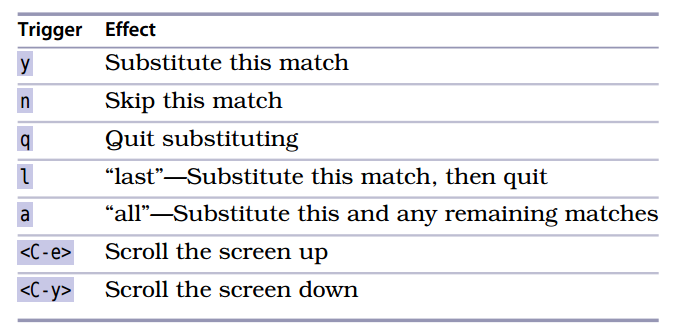 Trigger Effect
y Substitute this match
n Skip this match
q Quit substituting
l “last”—Substitute this match, then quit
a “all”—Substitute this and any remaining matches
<C-e> Scroll the screen up
<C-y> Scroll the screen down